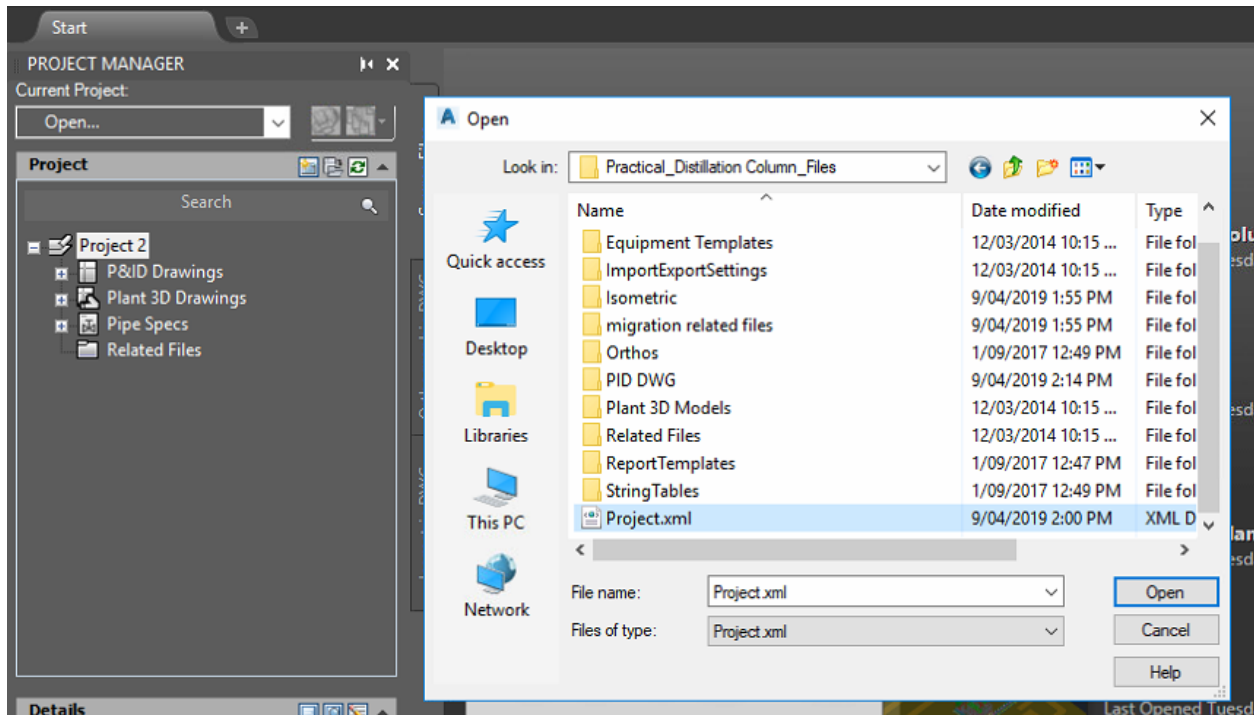 Start
PROJECT MANAGER
Current Project:
Open...
Project
Search
Project 2
P&ID Drawings
Plant 3D Drawings
Pipe Specs
Related Files
Details
Open
Look in: Practical_Distillation Column_Files
Quick access
Desktop
Libraries
This PC
Network
Name Date modified Type
Equipment Templates 12/03/2014 10:15 ... File fol
ImportExportSettings 12/03/2014 10:15 ... File fol
Isometric 9/04/2019 1:55 PM File fol
migration related files 9/04/2019 1:55 PM File fol
Orthos 1/09/2017 12:49 PM File fol
PID DWG 9/04/2019 2:14 PM File fol
Plant 3D Models 12/03/2014 10:15 ... File fol
Related Files 12/03/2014 10:15 ... File fol
ReportTemplates 1/09/2017 12:47 PM File fol
StringTables 1/09/2017 12:49 PM File fol
Project.xml 9/04/2019 2:00 PM XML D
File name: Project.xml Open
Files of type: Project.xml Cancel
Help
Last Opened Tuesd